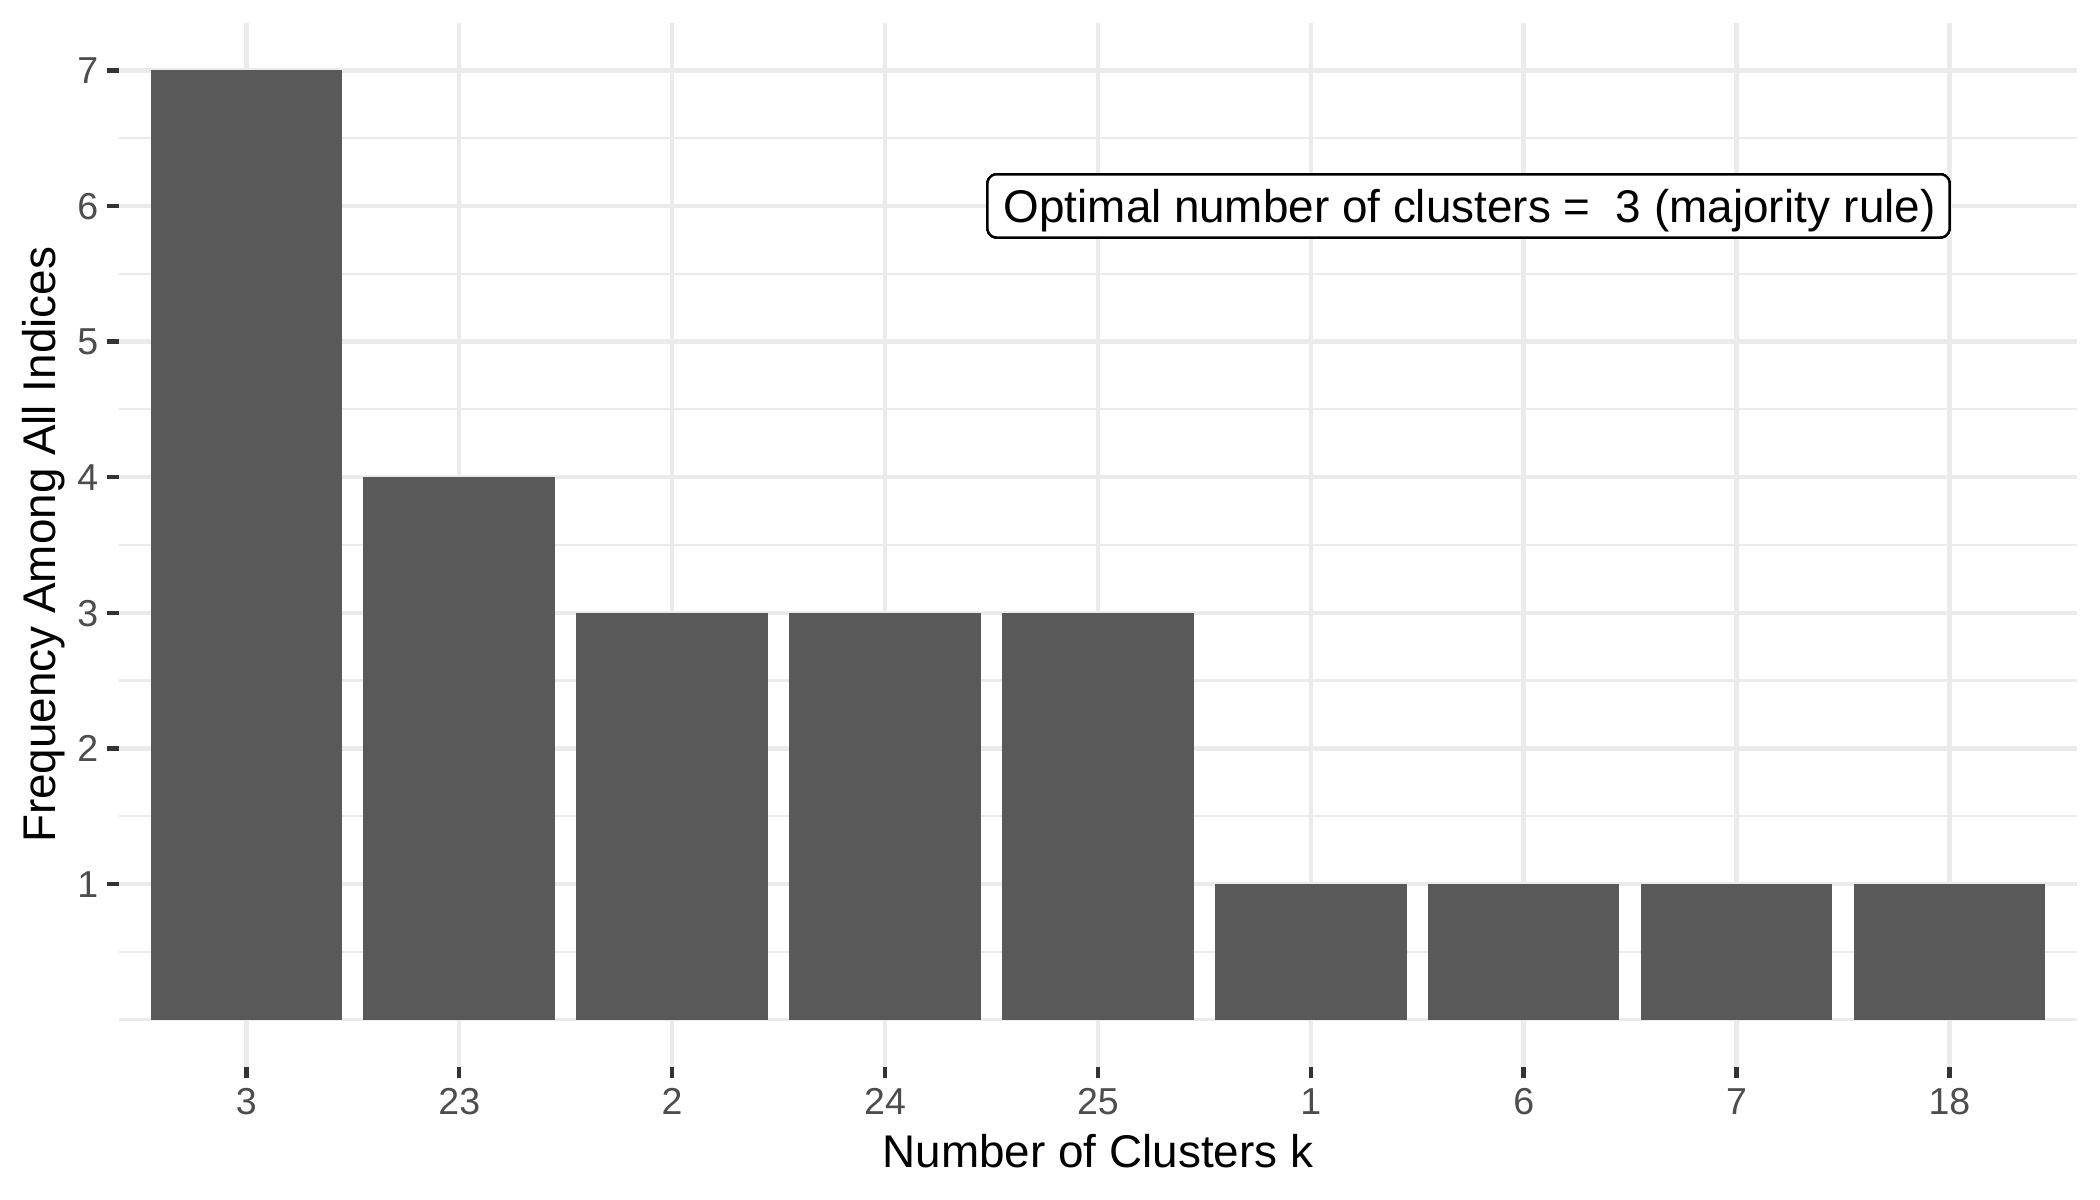 7
6
5
4
3
2
1
Frequency Among All Indices
Optimal number of clusters =  3 (majority rule)
3 23 2 24 25 1 6 7 18
Number of Clusters k